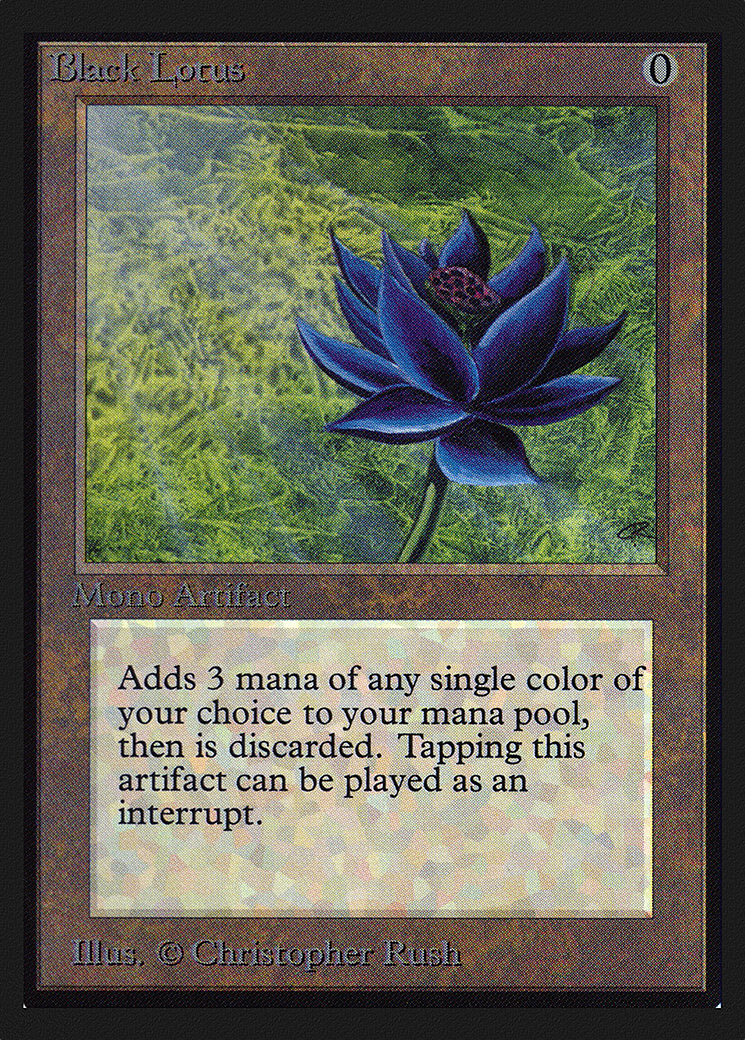 Black Lotus
0
CR
Mono Artifact
Adds 3 mana of any single color of
your choice to your mana pool,
then is discarded.  Tapping this
artifact can be played as an
interrupt.
Illus. © Christopher Rush